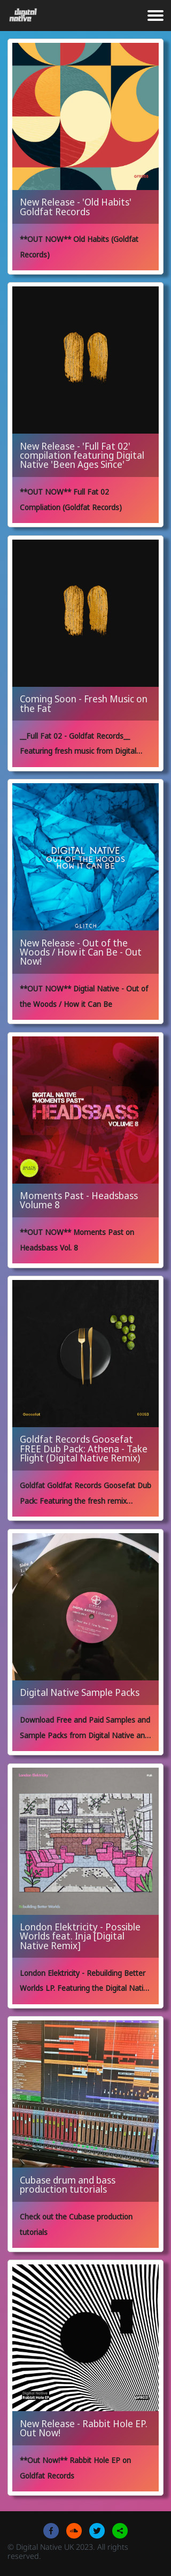 digital
native
New Release - 'Old Habits'
Goldfat Records
**OUT NOW** Old Habits (Goldfat
Records)
New Release - 'Full Fat 02'
compilation featuring Digital
Native 'Been Ages Since'
**OUT NOW** Full Fat 02
Compliation (Goldfat Records)
Coming Soon - Fresh Music on
the Fat
__Full Fat 02 - Goldfat Records__
Featuring fresh music from Digital...
DIGITAL NATIVE
OUT OF THE WOODS
HOW IT CAN BE
GLITCH
New Release - Out of the
Woods / How it Can Be - Out
Now!
**OUT NOW** Digtial Native - Out of
the Woods / How it Can Be
DIGITAL NATIVE
"MOMENTS PAST"
HEADSBASS
VOLUME 8
Moments Past - Headsbass
Volume 8
**OUT NOW** Moments Past on
Headsbass Vol. 8
Goldfat Records Goosefat
FREE Dub Pack: Athena - Take
Flight (Digital Native Remix)
Goldfat Goldfat Records Goosefat Dub
Pack: Featuring the fresh remix...
Digital Native Sample Packs
Download Free and Paid Samples and
Sample Packs from Digital Native an...
London Elektricity
London Elektricity - Possible
Worlds feat. Inja [Digital
Native Remix]
London Elektricity - Rebuilding Better
Worlds LP. Featuring the Digital Nati...
Cubase drum and bass
production tutorials
Check out the Cubase production
tutorials
Rabbit Hole EP
New Release - Rabbit Hole EP.
Out Now!
**Out Now!** Rabbit Hole EP on
Goldfat Records
© Digital Native UK 2023. All rights
reserved.